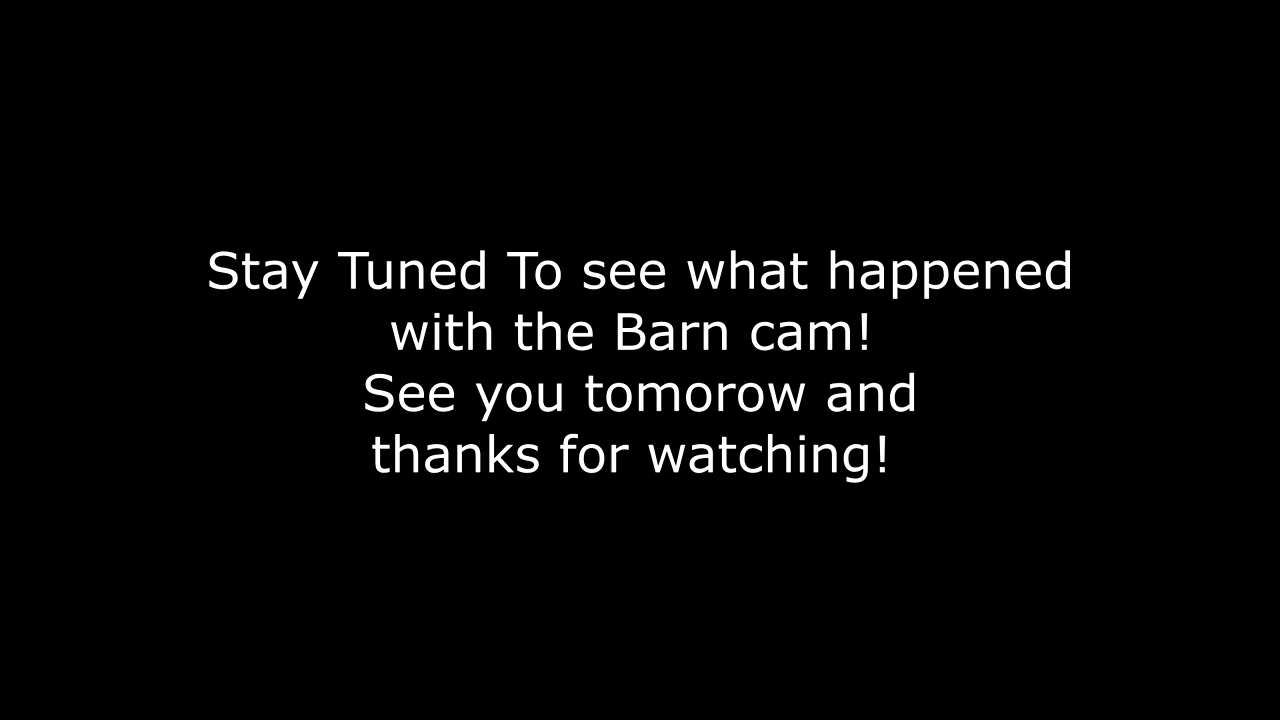 Stay Tuned To see what happened
with the Barn cam!
See you tomorow and
thanks for watching!